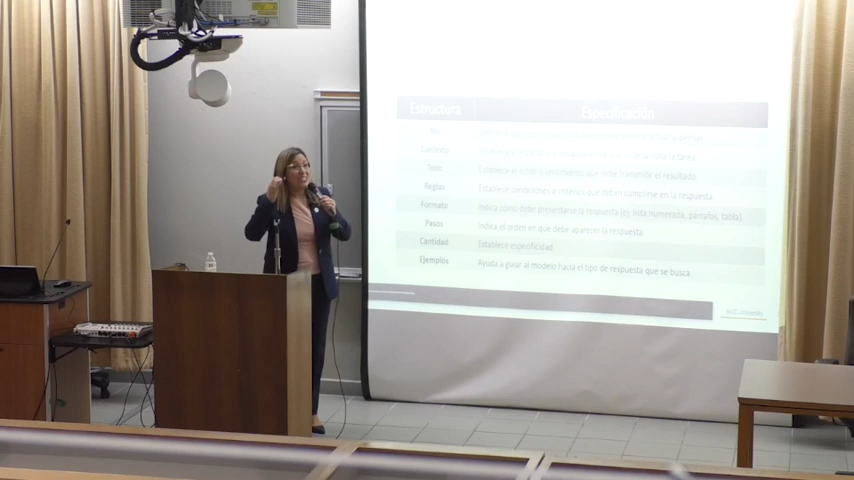 Estructura Especificación
Rol
Contexto
Tono Establece el estilo o sentimiento que debe transmitir el resultado.
Reglas Establece condiciones o criterios que deben cumplirse en la respuesta.
Formato Indica cómo debe presentarse la respuesta (ej. lista numerada, párrafos, tabla).
Pasos Indica el orden en que debe aparecer la respuesta.
Cantidad Establece especificidad.
Ejemplos Ayuda a guiar al modelo hacia el tipo de respuesta que se busca.